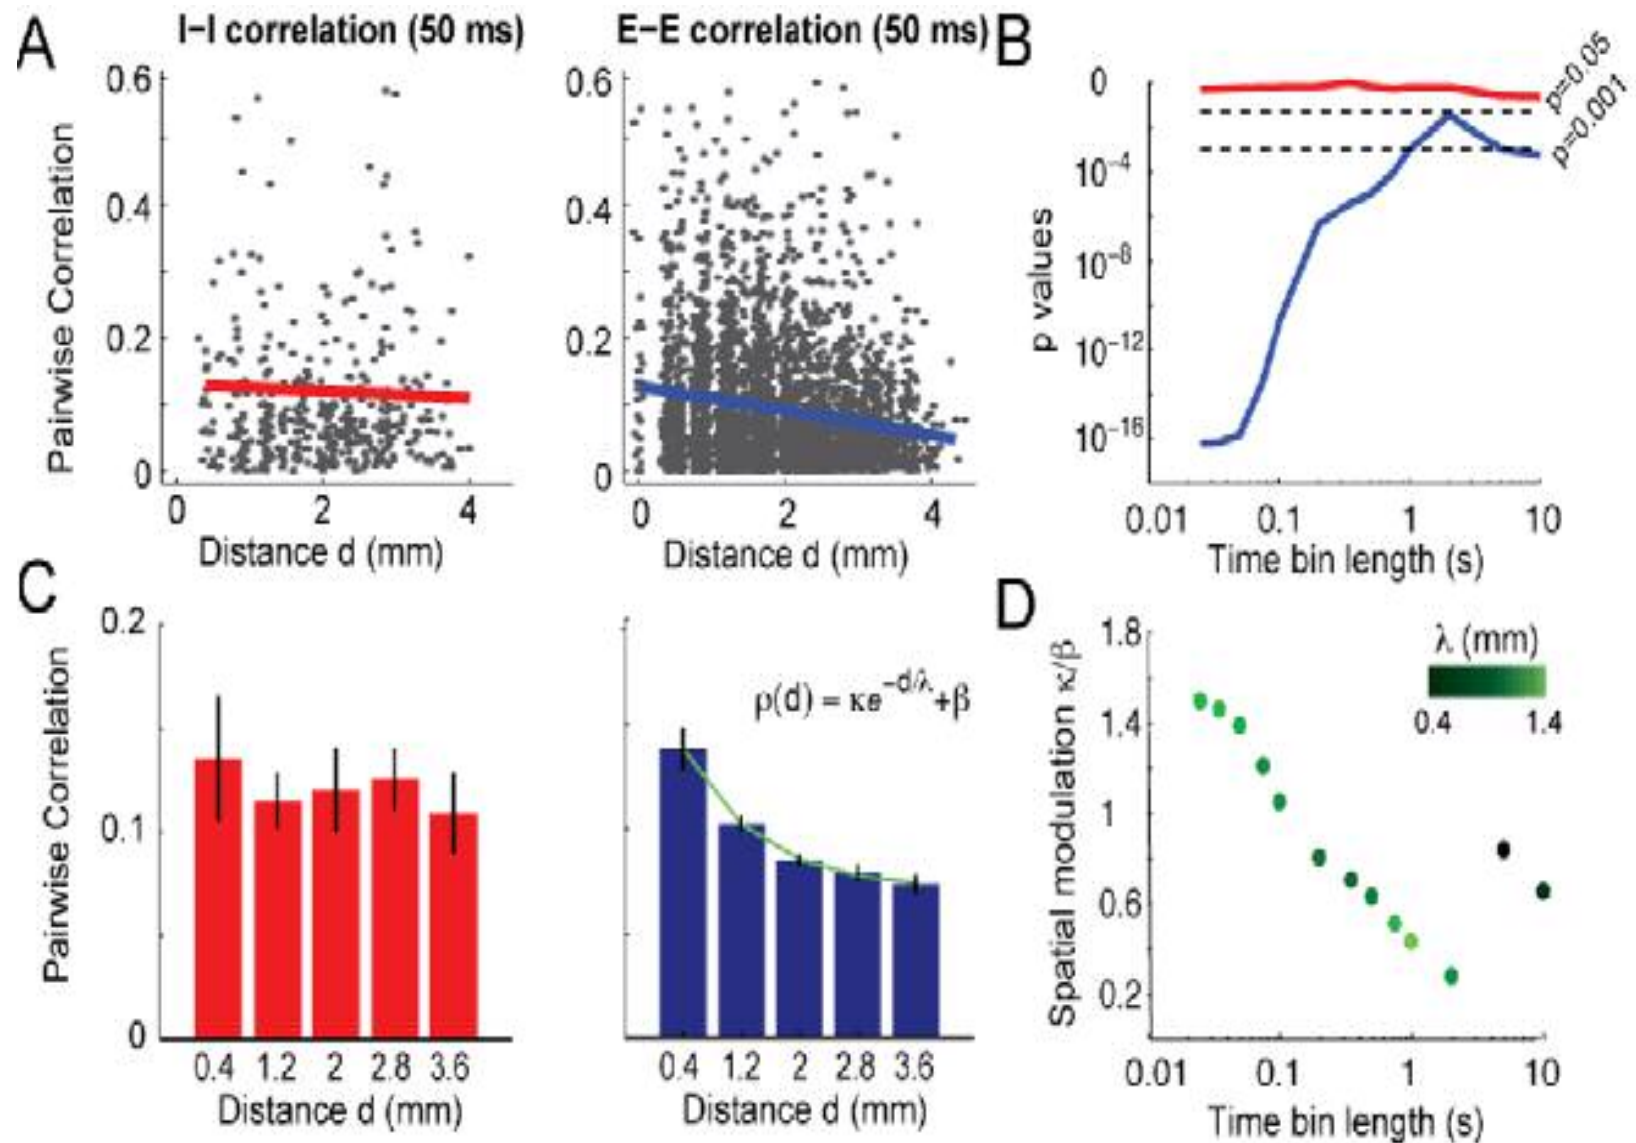 A
I–I correlation (50 ms)
Pairwise Correlation
0.6
0.4
0.2
0
0 2 4
Distance d (mm)
E–E correlation (50 ms)
0.6
0.4
0.2
0
0 2 4
Distance d (mm)
B
p values
0
10−4
10−8
10−12
10−16
p=0.05
p=0.001
0.01 0.1 1 10
Time bin length (s)
C
Pairwise Correlation
0.2
0.1
0
0.4 1.2 2 2.8 3.6
Distance d (mm)
ρ(d) = κe−d/λ+β
0.4 1.2 2 2.8 3.6
Distance d (mm)
D
Spatial modulation κ/β
1.8
1.4
1
0.6
0.2
λ (mm)
0.4 1.4
0.01 0.1 1 10
Time bin length (s)